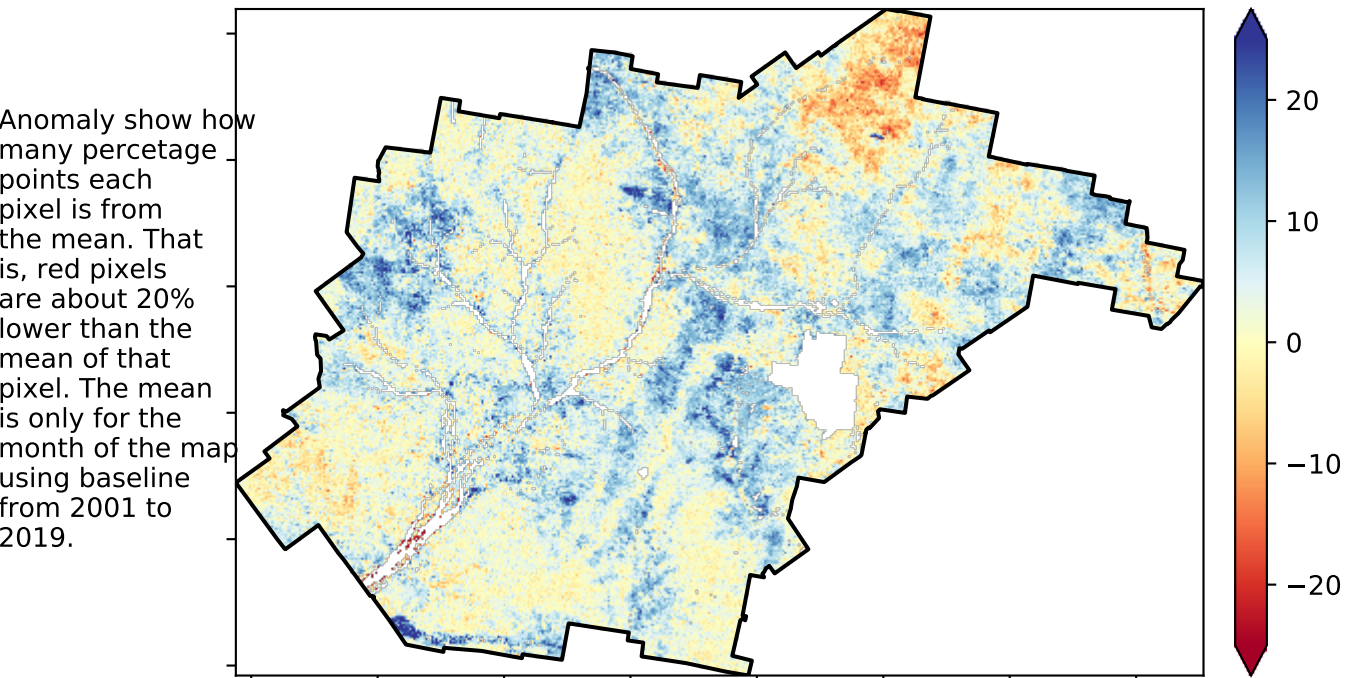 Anomaly show how
many percetage
points each
pixel is from
the mean. That
is, red pixels
are about 20%
lower than the
mean of that
pixel. The mean
is only for the
month of the map
using baseline
from 2001 to
2019.
20
10
0
−10
−20